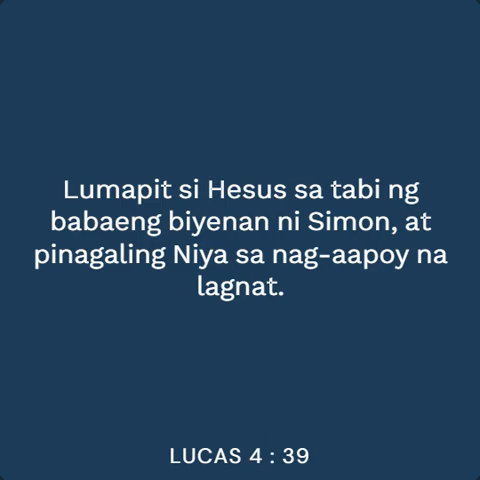 Lumapit si Hesus sa tabi ng
babaeng biyenan ni Simon, at
pinagaling Niya sa nag-aapoy na
lagnat.
LUCAS 4 : 39